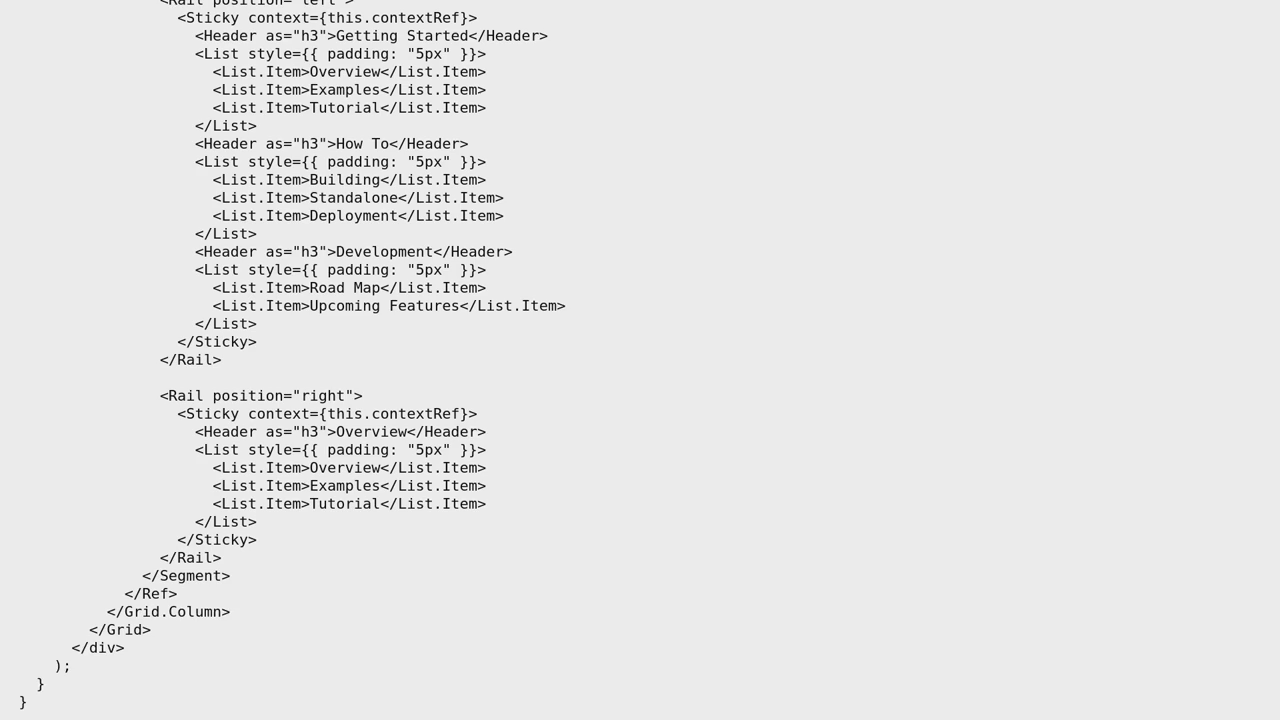 <Rail position="left">
<Sticky context={this.contextRef}>
<Header as="h3">Getting Started</Header>
<List style={{ padding: "5px" }}>
<List.Item>Overview</List.Item>
<List.Item>Examples</List.Item>
<List.Item>Tutorial</List.Item>
</List>
<Header as="h3">How To</Header>
<List style={{ padding: "5px" }}>
<List.Item>Building</List.Item>
<List.Item>Standalone</List.Item>
<List.Item>Deployment</List.Item>
</List>
<Header as="h3">Development</Header>
<List style={{ padding: "5px" }}>
<List.Item>Road Map</List.Item>
<List.Item>Upcoming Features</List.Item>
</List>
</Sticky>
</Rail>
<Rail position="right">
<Sticky context={this.contextRef}>
<Header as="h3">Overview</Header>
<List style={{ padding: "5px" }}>
<List.Item>Overview</List.Item>
<List.Item>Examples</List.Item>
<List.Item>Tutorial</List.Item>
</List>
</Sticky>
</Rail>
</Segment>
</Ref>
</Grid.Column>
</Grid>
</div>
);
}
}